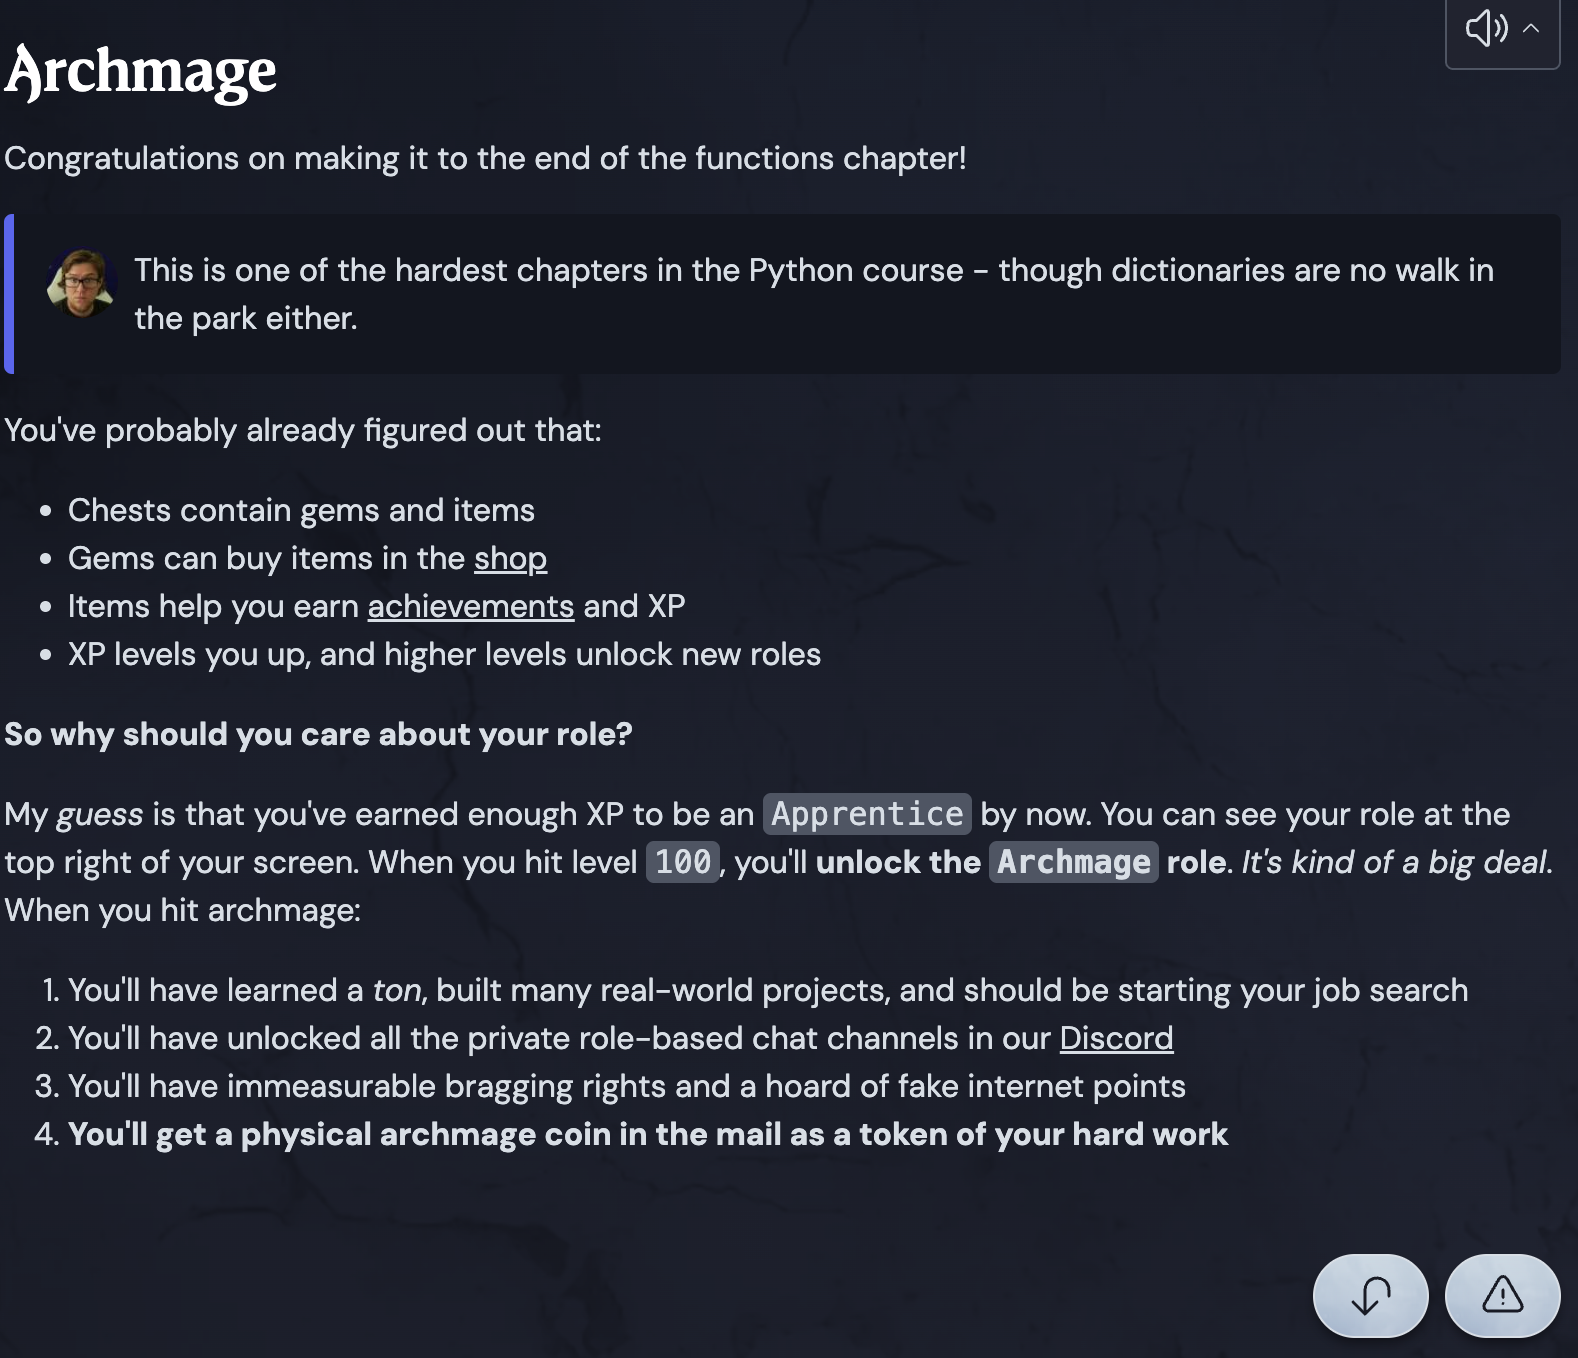 Archmage
Congratulations on making it to the end of the functions chapter!
This is one of the hardest chapters in the Python course – though dictionaries are no walk in
the park either.
You've probably already figured out that:
• Chests contain gems and items
• Gems can buy items in the shop
• Items help you earn achievements and XP
• XP levels you up, and higher levels unlock new roles
So why should you care about your role?
My guess is that you've earned enough XP to be an Apprentice by now. You can see your role at the
top right of your screen. When you hit level 100, you'll unlock the Archmage role. It's kind of a big deal.
When you hit archmage:
1. You'll have learned a ton, built many real-world projects, and should be starting your job search
2. You'll have unlocked all the private role-based chat channels in our Discord
3. You'll have immeasurable bragging rights and a hoard of fake internet points
4. You'll get a physical archmage coin in the mail as a token of your hard work